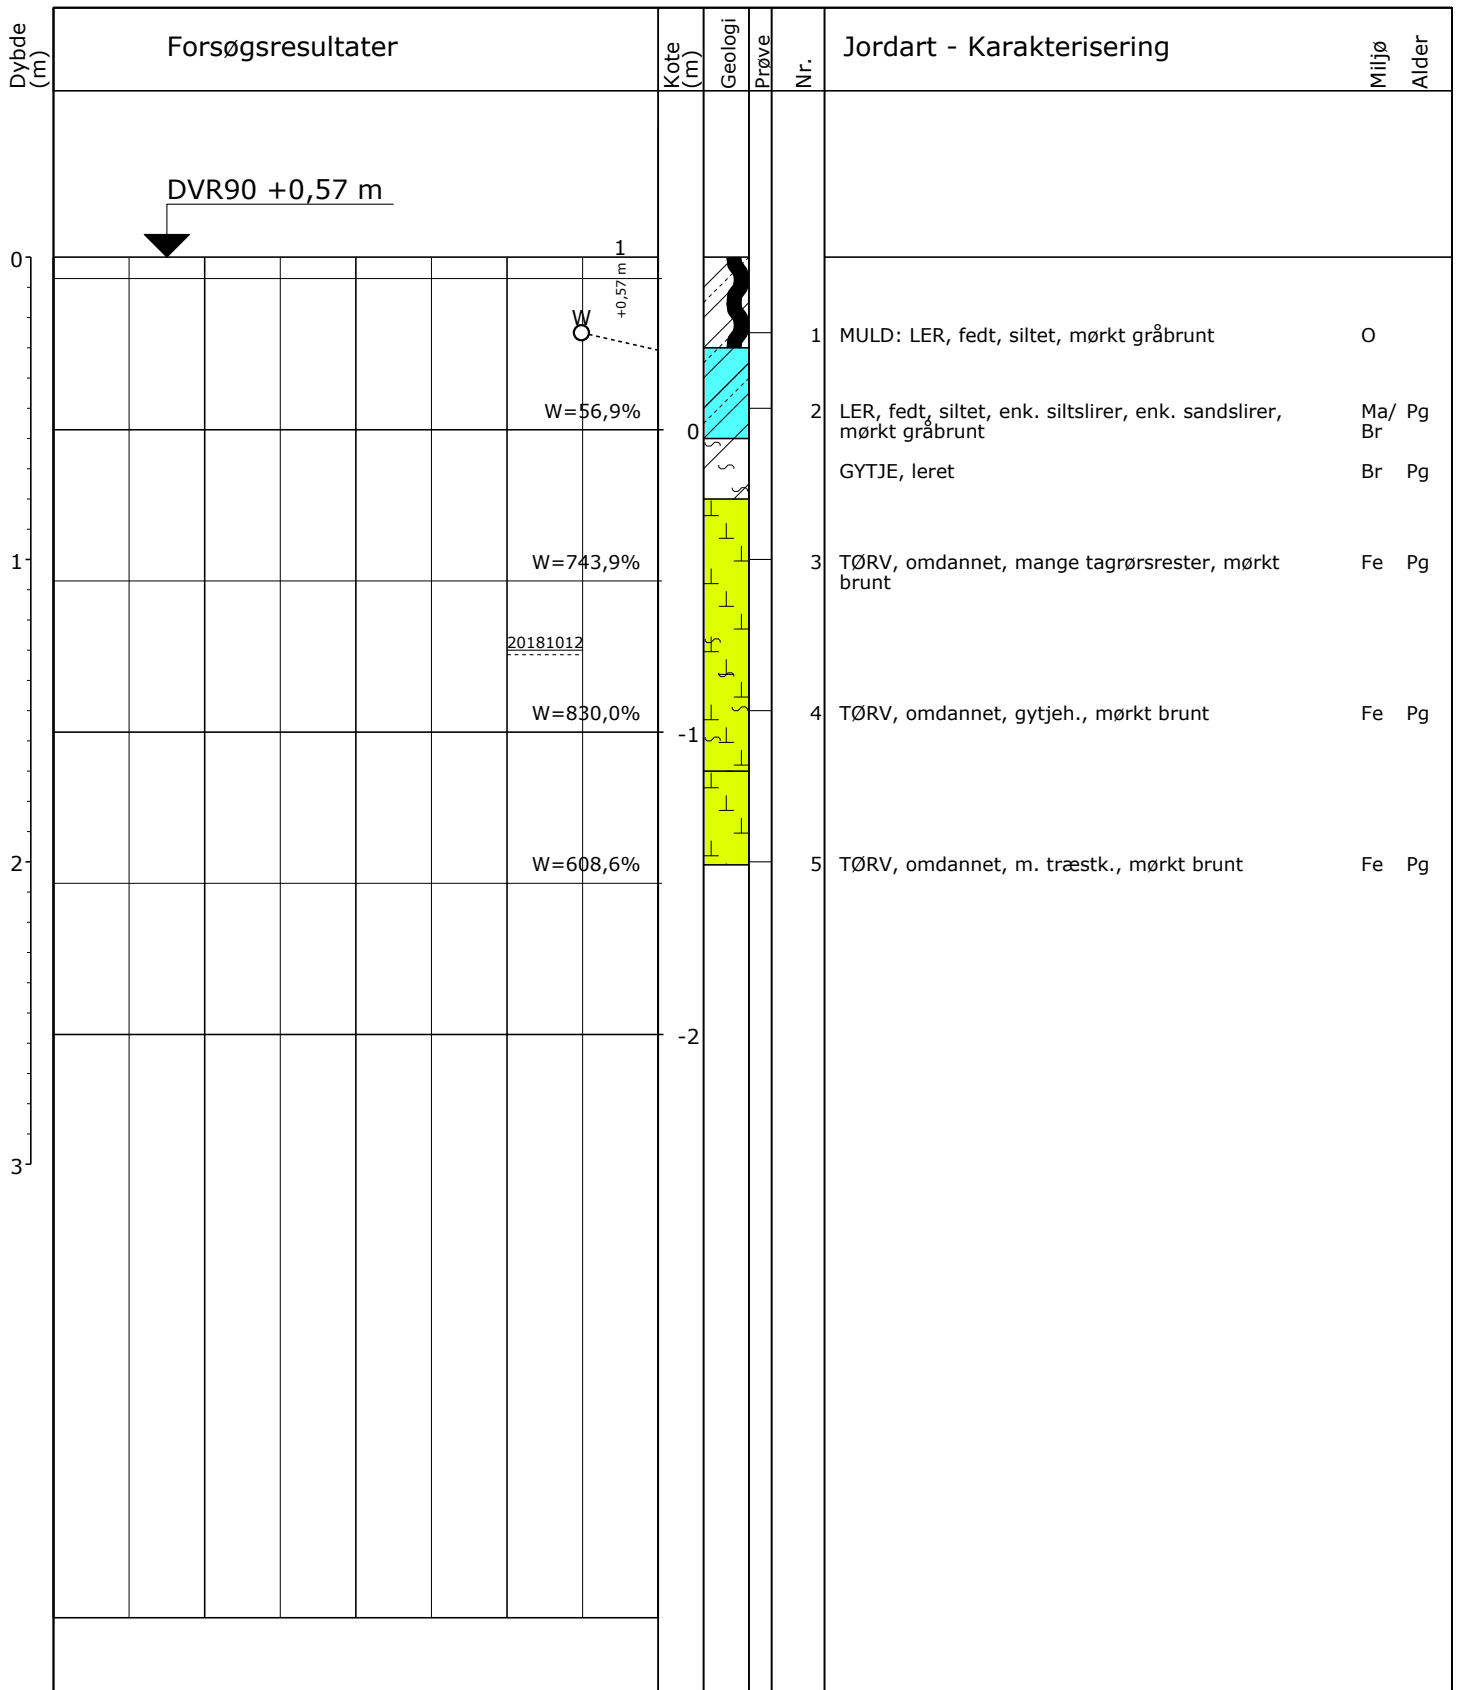 Dybde (m)
Forsøgsresultater
Kote (m)
Geologi
Prøve
Nr.
Jordart - Karakterisering
Miljø
Alder
DVR90 +0,57 m
0
1
+0,57 m
W
1 MULD: LER, fedt, siltet, mørkt gråbrunt O
W=56,9%
0
2 LER, fedt, siltet, enk. siltslirer, enk. sandslirer, Ma/ Pg
mørkt gråbrunt Br
GYTJE, leret Br Pg
1
W=743,9%
3 TØRV, omdannet, mange tagrørsrester, mørkt Fe Pg
brunt
20181012
W=830,0%
-1
4 TØRV, omdannet, gytjeh., mørkt brunt Fe Pg
2
W=608,6%
5 TØRV, omdannet, m. træstk., mørkt brunt Fe Pg
-2
3